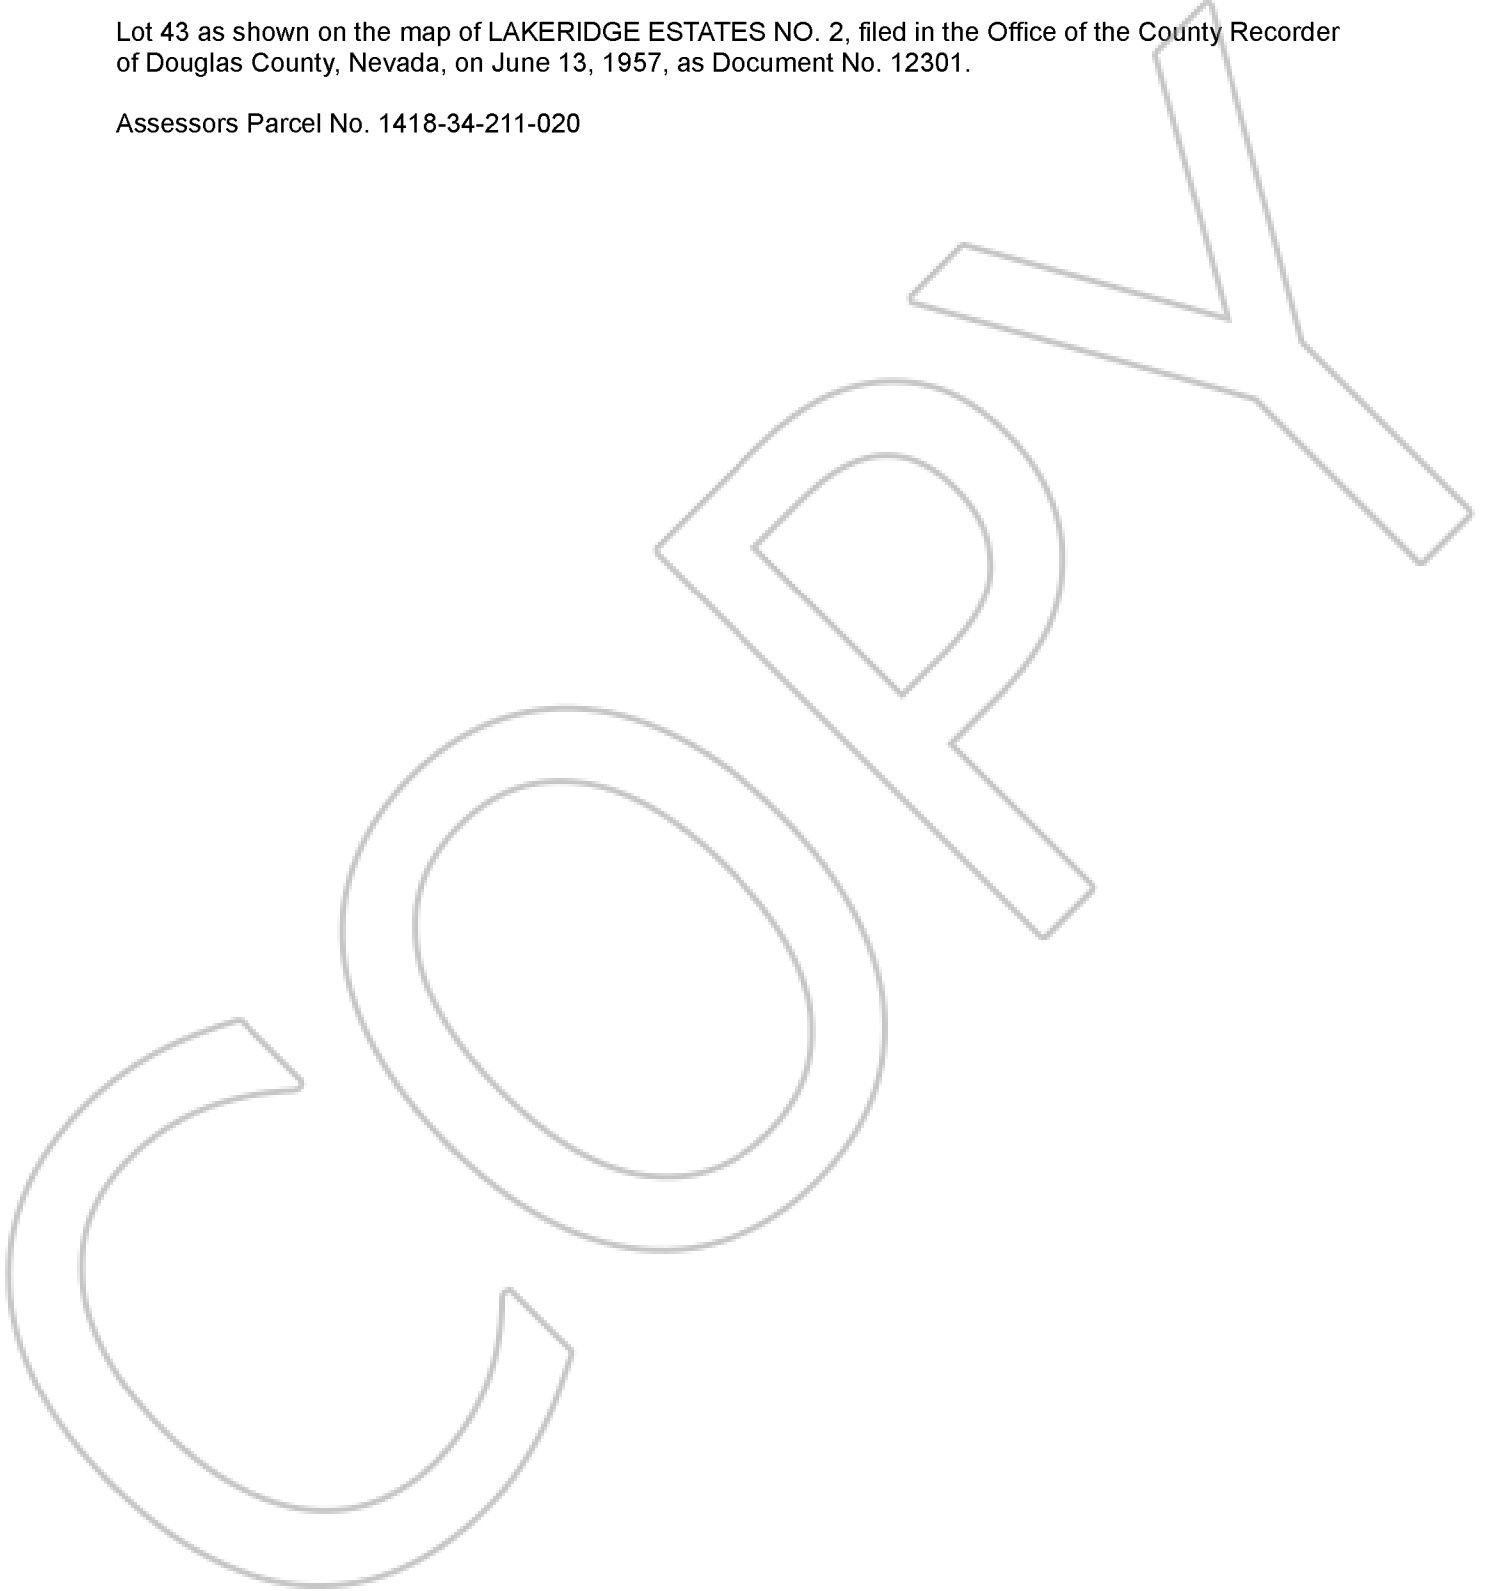 Lot 43 as shown on the map of LAKERIDGE ESTATES NO. 2, filed in the Office of the County Recorder
of Douglas County, Nevada, on June 13, 1957, as Document No. 12301.
Assessors Parcel No. 1418-34-211-020
COPY